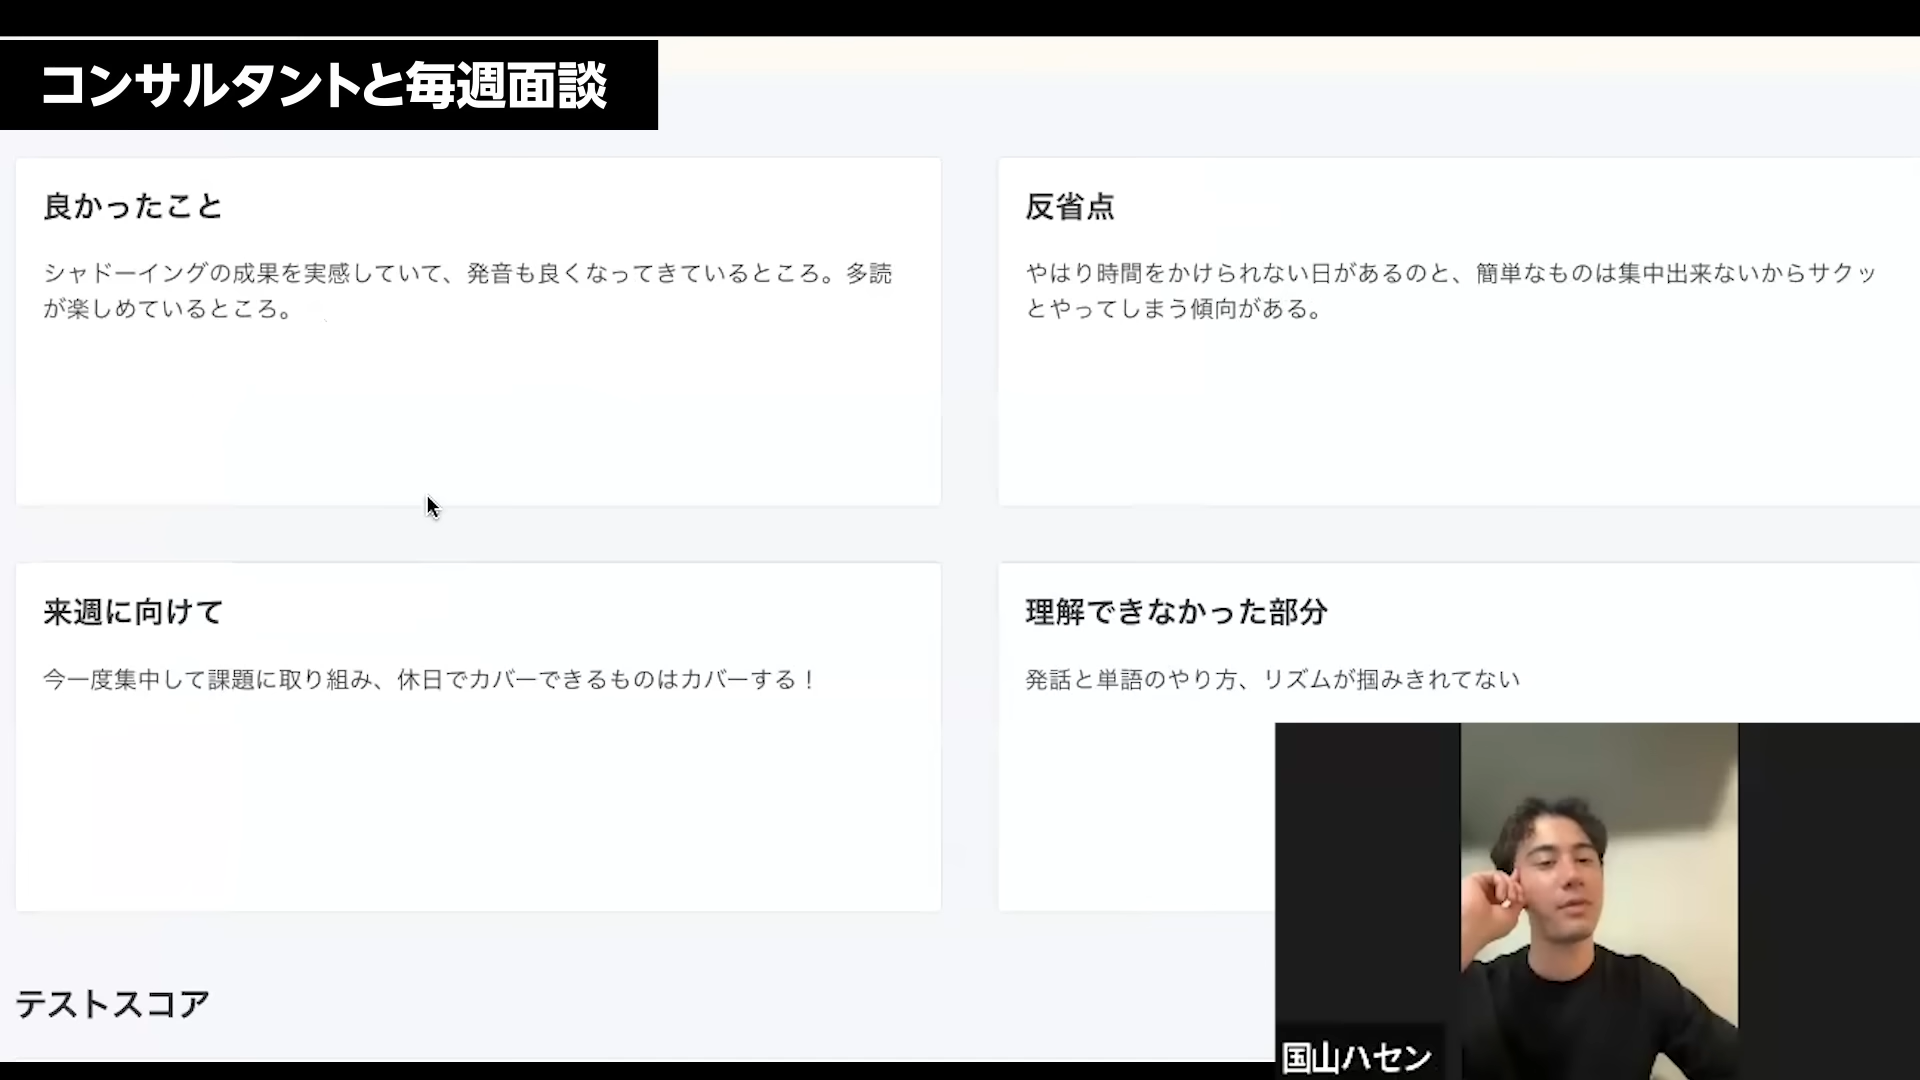 コンサルタントと毎週面談
良かったこと
シャドーイングの成果を実感していて、発音も良くなってきているところ。多読
が楽しめているところ。
反省点
やはり時間をかけられない日があるのと、簡単なものは集中出来ないからサクッ
とやってしまう傾向がある。
来週に向けて
今一度集中して課題に取り組み、休日でカバーできるものはカバーする！
理解できなかった部分
発話と単語のやり方、リズムが掴みきれてない
テストスコア
国山ハセン